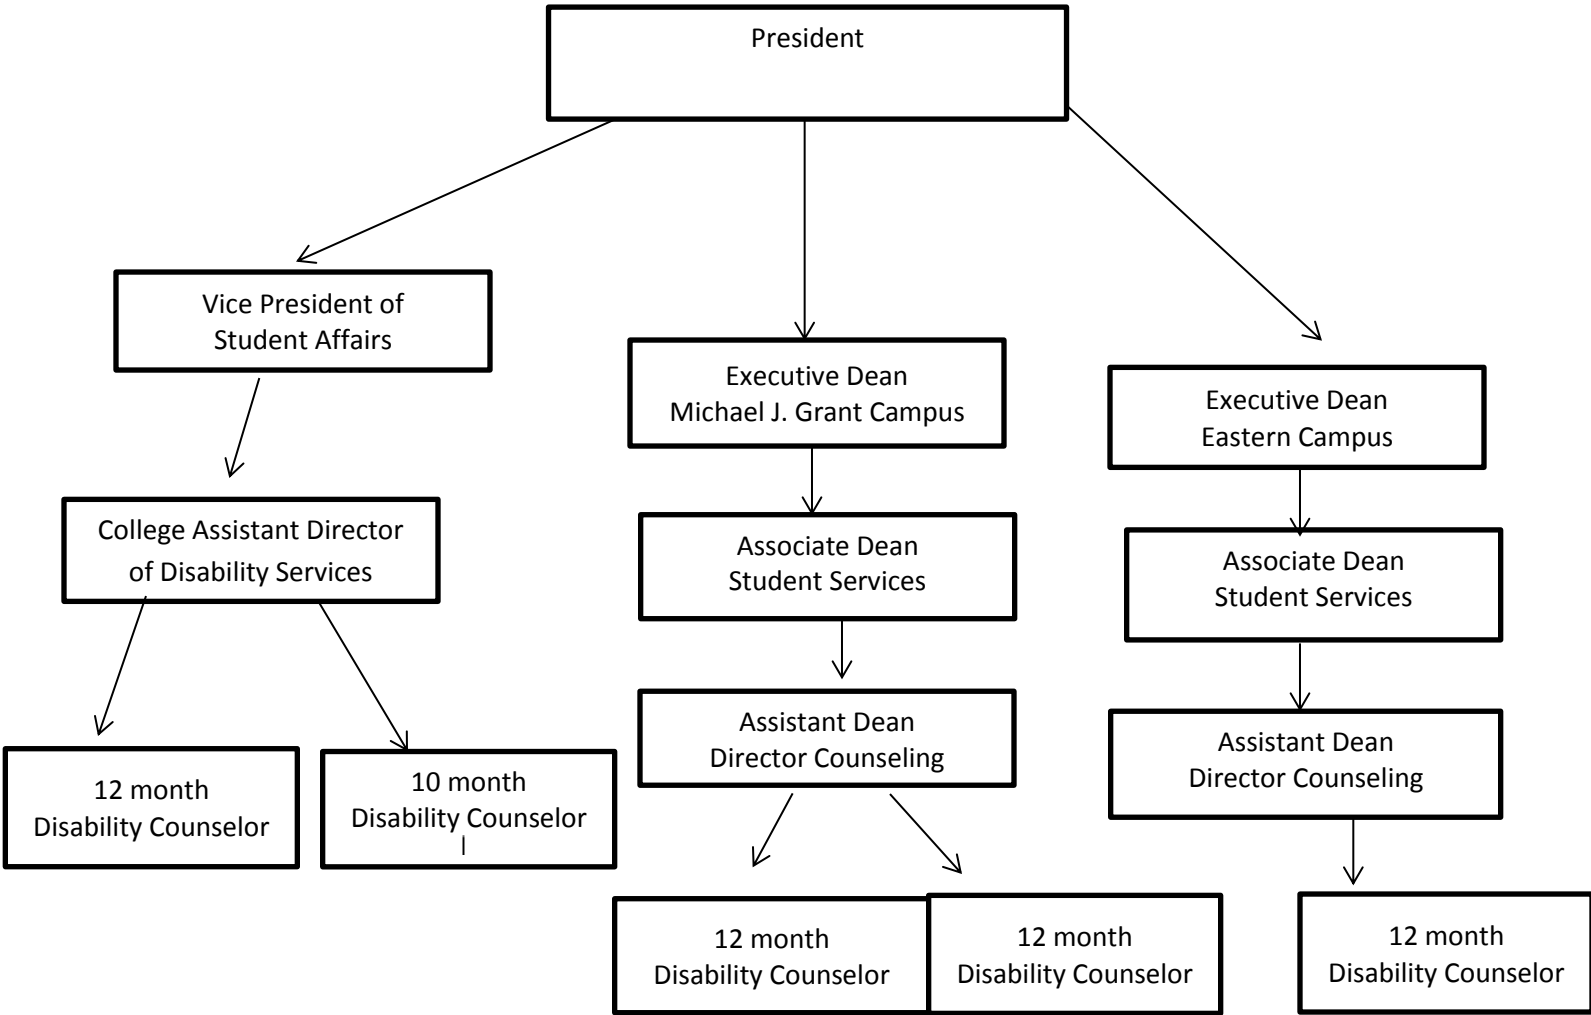 President
Vice President of
Student Affairs
Executive Dean
Michael J. Grant Campus
Executive Dean
Eastern Campus
College Assistant Director
of Disability Services
Associate Dean
Student Services
Associate Dean
Student Services
Assistant Dean
Director Counseling
Assistant Dean
Director Counseling
12 month
Disability Counselor
10 month
Disability Counselor
l
12 month
Disability Counselor
12 month
Disability Counselor
12 month
Disability Counselor